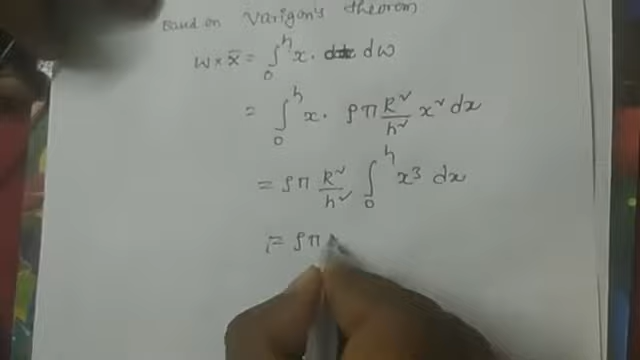 Based on Varigon's theorem
W × x̄ = ∫₀ʰ x · dw
= ∫₀ʰ x · ρπ R²/h² x² dx
= ρπ R²/h² ∫₀ʰ x³ dx
= ρπ